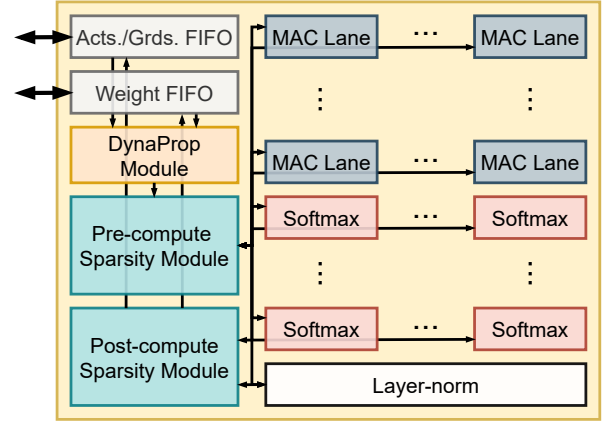 Acts./Grds. FIFO
Weight FIFO
DynaProp
Module
Pre-compute
Sparsity Module
Post-compute
Sparsity Module
MAC Lane ... MAC Lane
⋮ ⋮
MAC Lane ... MAC Lane
Softmax ... Softmax
⋮ ⋮
Softmax ... Softmax
Layer-norm